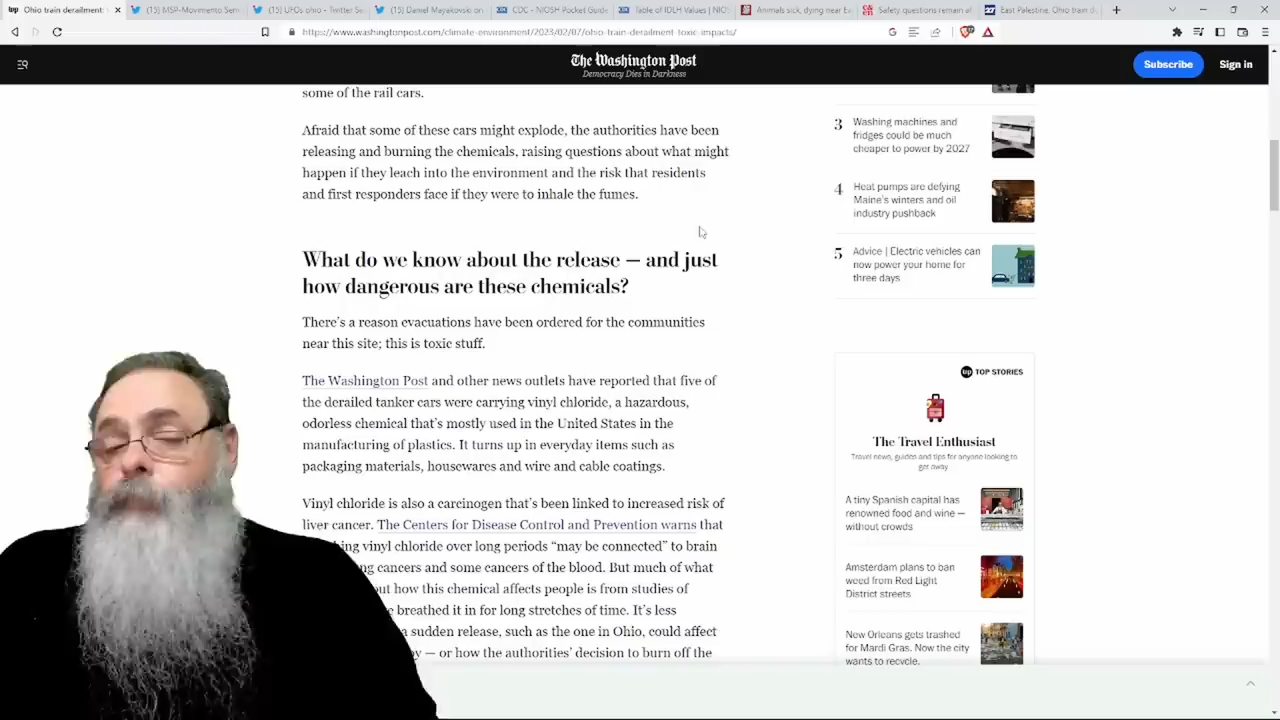 Ohio train derailment:
(15) MSP-Movimento Sem
(15) UFOs ohio - Twitter Se
(15) Daniel Mayakovski on
CDC - NIOSH Pocket Guide
Table of IDLH Values | NIO
Animals sick, dying near Ea
Safety questions remain af
East Palestine, Ohio train d
https://www.washingtonpost.com/climate-environment/2023/02/07/ohio-train-derailment-toxic-impacts/
The Washington Post
Democracy Dies in Darkness
Subscribe
Sign in
some of the rail cars.
Afraid that some of these cars might explode, the authorities have been
releasing and burning the chemicals, raising questions about what might
happen if they leach into the environment and the risk that residents
and first responders face if they were to inhale the fumes.
What do we know about the release — and just
how dangerous are these chemicals?
There’s a reason evacuations have been ordered for the communities
near this site; this is toxic stuff.
The Washington Post and other news outlets have reported that five of
the derailed tanker cars were carrying vinyl chloride, a hazardous,
odorless chemical that’s mostly used in the United States in the
manufacturing of plastics. It turns up in everyday items such as
packaging materials, housewares and wire and cable coatings.
Vinyl chloride is also a carcinogen that’s been linked to increased risk of
liver cancer. The Centers for Disease Control and Prevention warns that
vinyl chloride over long periods “may be connected” to brain
cancers and some cancers of the blood. But much of what
how this chemical affects people is from studies of
breathed it in for long stretches of time. It’s less
a sudden release, such as the one in Ohio, could affect
— or how the authorities’ decision to burn off the
3
Washing machines and
fridges could be much
cheaper to power by 2027
4
Heat pumps are defying
Maine’s winters and oil
industry pushback
5
Advice | Electric vehicles can
now power your home for
three days
wp TOP STORIES
The Travel Enthusiast
Travel news, guides and tips for anyone looking to
get away.
A tiny Spanish capital has
renowned food and wine —
without crowds
Amsterdam plans to ban
weed from Red Light
District streets
New Orleans gets trashed
for Mardi Gras. Now the city
wants to recycle.